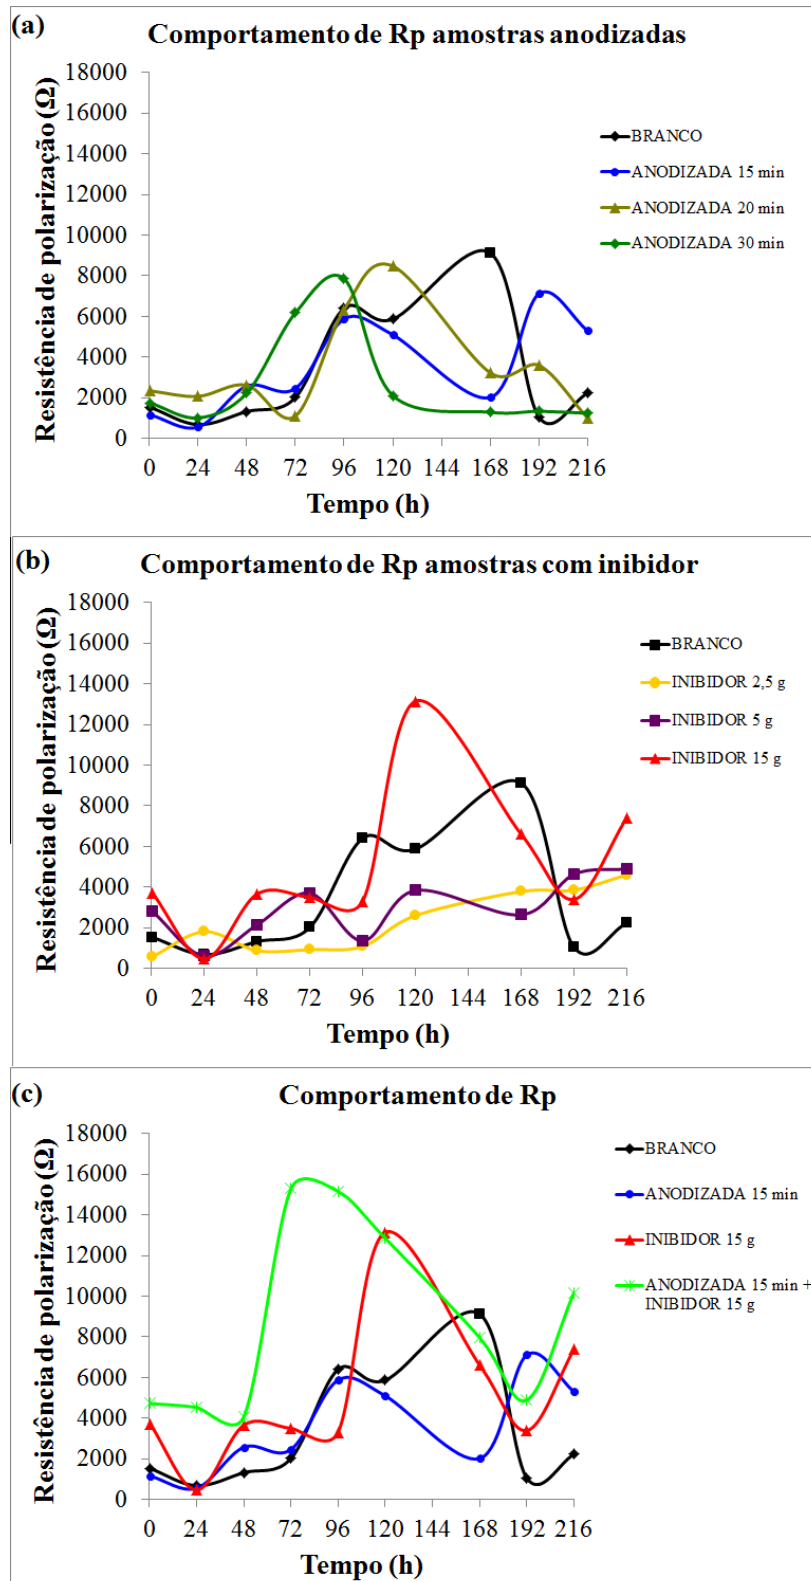 (a)
Comportamento de Rp amostras anodizadas
Resistência de polarização (Ω)
18000
16000
14000
12000
10000
8000
6000
4000
2000
0
0 24 48 72 96 120 144 168 192 216
Tempo (h)
BRANCO
ANODIZADA 15 min
ANODIZADA 20 min
ANODIZADA 30 min
(b)
Comportamento de Rp amostras com inibidor
Resistência de polarização (Ω)
18000
16000
14000
12000
10000
8000
6000
4000
2000
0
0 24 48 72 96 120 144 168 192 216
Tempo (h)
BRANCO
INIBIDOR 2,5 g
INIBIDOR 5 g
INIBIDOR 15 g
(c)
Comportamento de Rp
Resistência de polarização (Ω)
18000
16000
14000
12000
10000
8000
6000
4000
2000
0
0 24 48 72 96 120 144 168 192 216
Tempo (h)
BRANCO
ANODIZADA 15 min
INIBIDOR 15 g
ANODIZADA 15 min +
INIBIDOR 15 g